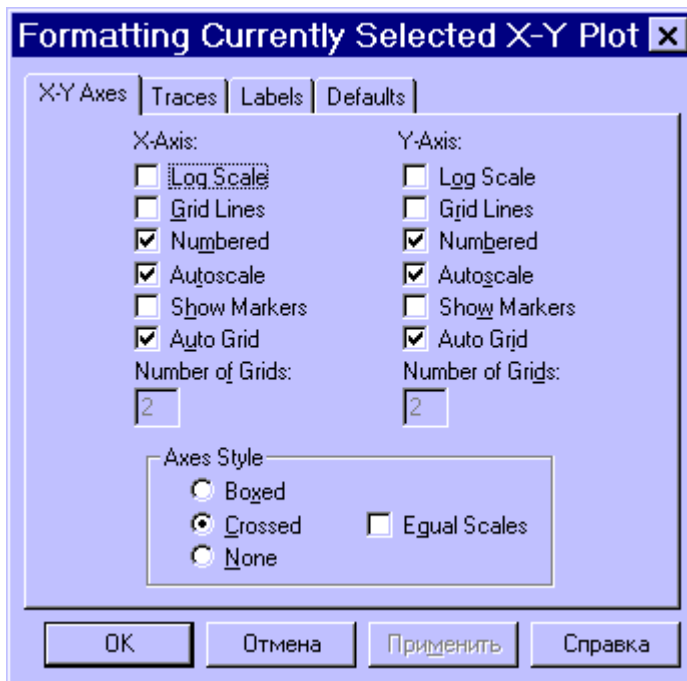 Formatting Currently Selected X-Y Plot
X-Y Axes Traces Labels Defaults
X-Axis: Y-Axis:
Log Scale Log Scale
Grid Lines Grid Lines
Numbered Numbered
Autoscale Autoscale
Show Markers Show Markers
Auto Grid Auto Grid
Number of Grids: Number of Grids:
2 2
Axes Style
Boxed
Crossed Equal Scales
None
OK Отмена Применить Справка